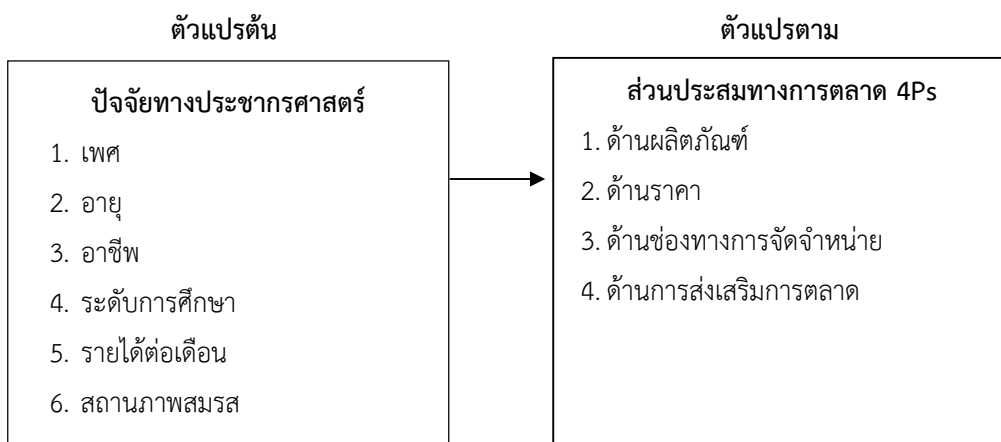 ตัวแปรต้น
ปัจจัยทางประชากรศาสตร์
1. เพศ
2. อายุ
3. อาชีพ
4. ระดับการศึกษา
5. รายได้ต่อเดือน
6. สถานภาพสมรส
ตัวแปรตาม
ส่วนประสมทางการตลาด 4Ps
1. ด้านผลิตภัณฑ์
2. ด้านราคา
3. ด้านช่องทางการจัดจำหน่าย
4. ด้านการส่งเสริมการตลาด